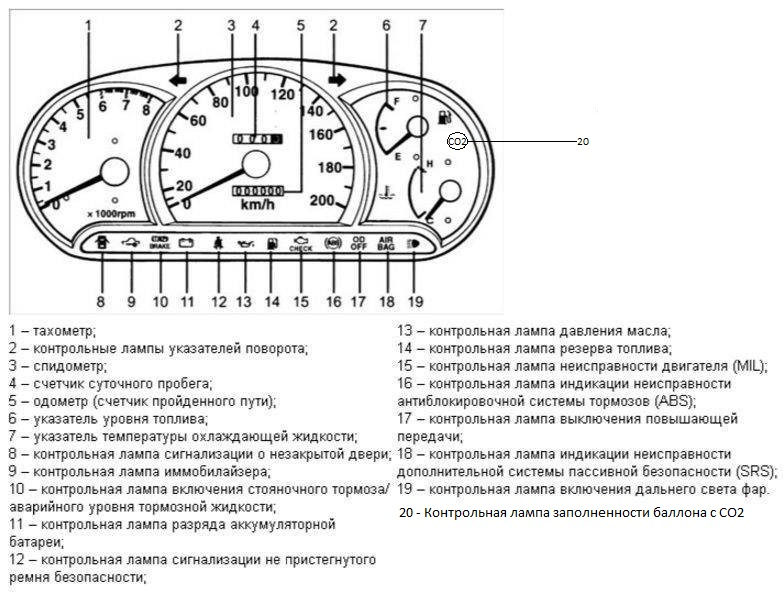 1 2 3 4 5 2 6 7
80 100 120
5 6 7 8 60 140 F
4 160
3 40 0 0 0 CO2 20
2 180 E H
1 20
0 0 000000 200 C
x 1000rpm km/h
BRAKE CHECK ABS OD OFF AIR BAG
8 9 10 11 12 13 14 15 16 17 18 19
1 – тахометр;
2 – контрольные лампы указателей поворота;
3 – спидометр;
4 – счетчик суточного пробега;
5 – одометр (счетчик пройденного пути);
6 – указатель уровня топлива;
7 – указатель температуры охлаждающей жидкости;
8 – контрольная лампа сигнализации о незакрытой двери;
9 – контрольная лампа иммобилайзера;
10 – контрольная лампа включения стояночного тормоза/
аварийного уровня тормозной жидкости;
11 – контрольная лампа разряда аккумуляторной
батареи;
12 – контрольная лампа сигнализации не пристегнутого
ремня безопасности;
13 – контрольная лампа давления масла;
14 – контрольная лампа резерва топлива;
15 – контрольная лампа неисправности двигателя (MIL);
16 – контрольная лампа индикации неисправности
антиблокировочной системы тормозов (ABS);
17 – контрольная лампа выключения повышающей
передачи;
18 – контрольная лампа индикации неисправности
дополнительной системы пассивной безопасности (SRS);
19 – контрольная лампа включения дальнего света фар.
20 - Контрольная лампа заполненности баллона с CO2